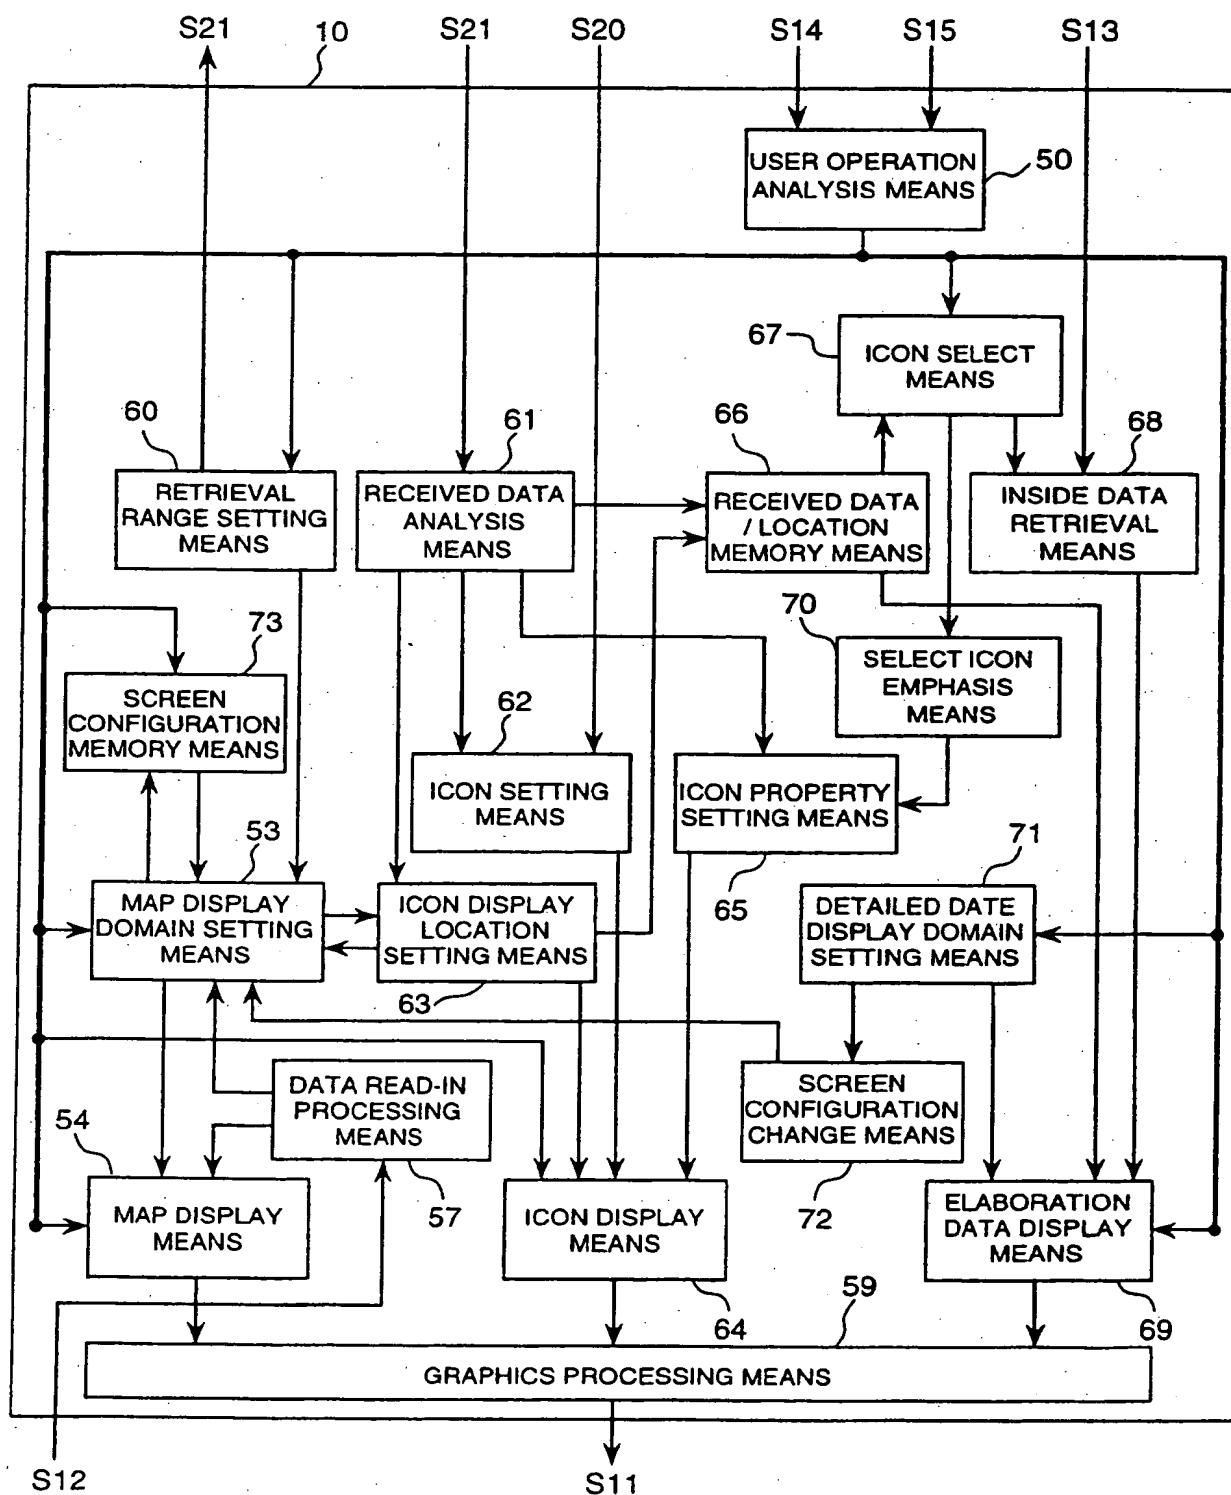 S21
10
S21
S20
S14
S15
S13
USER OPERATION
ANALYSIS MEANS
50
67
ICON SELECT
MEANS
60
RETRIEVAL
RANGE SETTING
MEANS
61
RECEIVED DATA
ANALYSIS
MEANS
66
RECEIVED DATA
/ LOCATION
MEMORY MEANS
68
INSIDE DATA
RETRIEVAL
MEANS
73
SCREEN
CONFIGURATION
MEMORY MEANS
70
SELECT ICON
EMPHASIS
MEANS
62
ICON SETTING
MEANS
ICON PROPERTY
SETTING MEANS
65
53
MAP DISPLAY
DOMAIN SETTING
MEANS
ICON DISPLAY
LOCATION
SETTING MEANS
63
71
DETAILED DATE
DISPLAY DOMAIN
SETTING MEANS
DATA READ-IN
PROCESSING
MEANS
57
SCREEN
CONFIGURATION
CHANGE MEANS
72
54
MAP DISPLAY
MEANS
ICON DISPLAY
MEANS
64
ELABORATION
DATA DISPLAY
MEANS
69
59
GRAPHICS PROCESSING MEANS
S12
S11